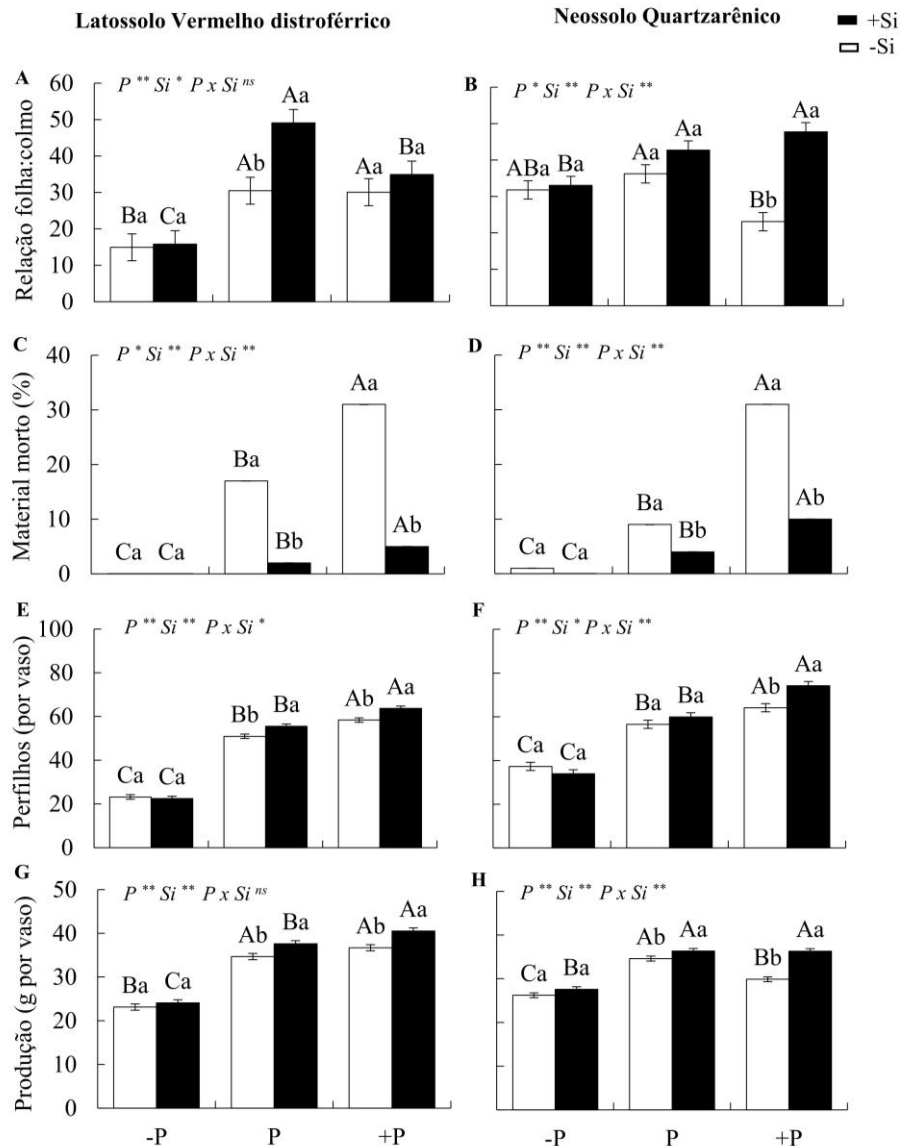 Latossolo Vermelho distroférrico
Neossolo Quartzarênico
+Si
-Si
A
P ** Si * P x Si ns
Relação folha:colmo
60
50
40
30
20
10
0
Ba Ca
Ab Aa
Aa Ba
B
P * Si ** P x Si **
ABa Ba
Aa Aa
Bb Aa
C
P * Si ** P x Si **
Material morto (%)
40
30
20
10
0
Ca Ca
Ba Bb
Aa Ab
D
P ** Si ** P x Si **
Ca Ca
Ba Bb
Aa Ab
E
P ** Si ** P x Si *
Perfilhos (por vaso)
100
80
60
40
20
0
Ca Ca
Bb Ba
Ab Aa
F
P ** Si * P x Si **
Ca Ca
Ba Ba
Ab Aa
G
P ** Si ** P x Si ns
Produção (g por vaso)
50
40
30
20
10
0
Ba Ca
Ab Ba
Ab Aa
-P P +P
H
P ** Si ** P x Si **
Ca Ba
Ab Aa
Bb Aa
-P P +P